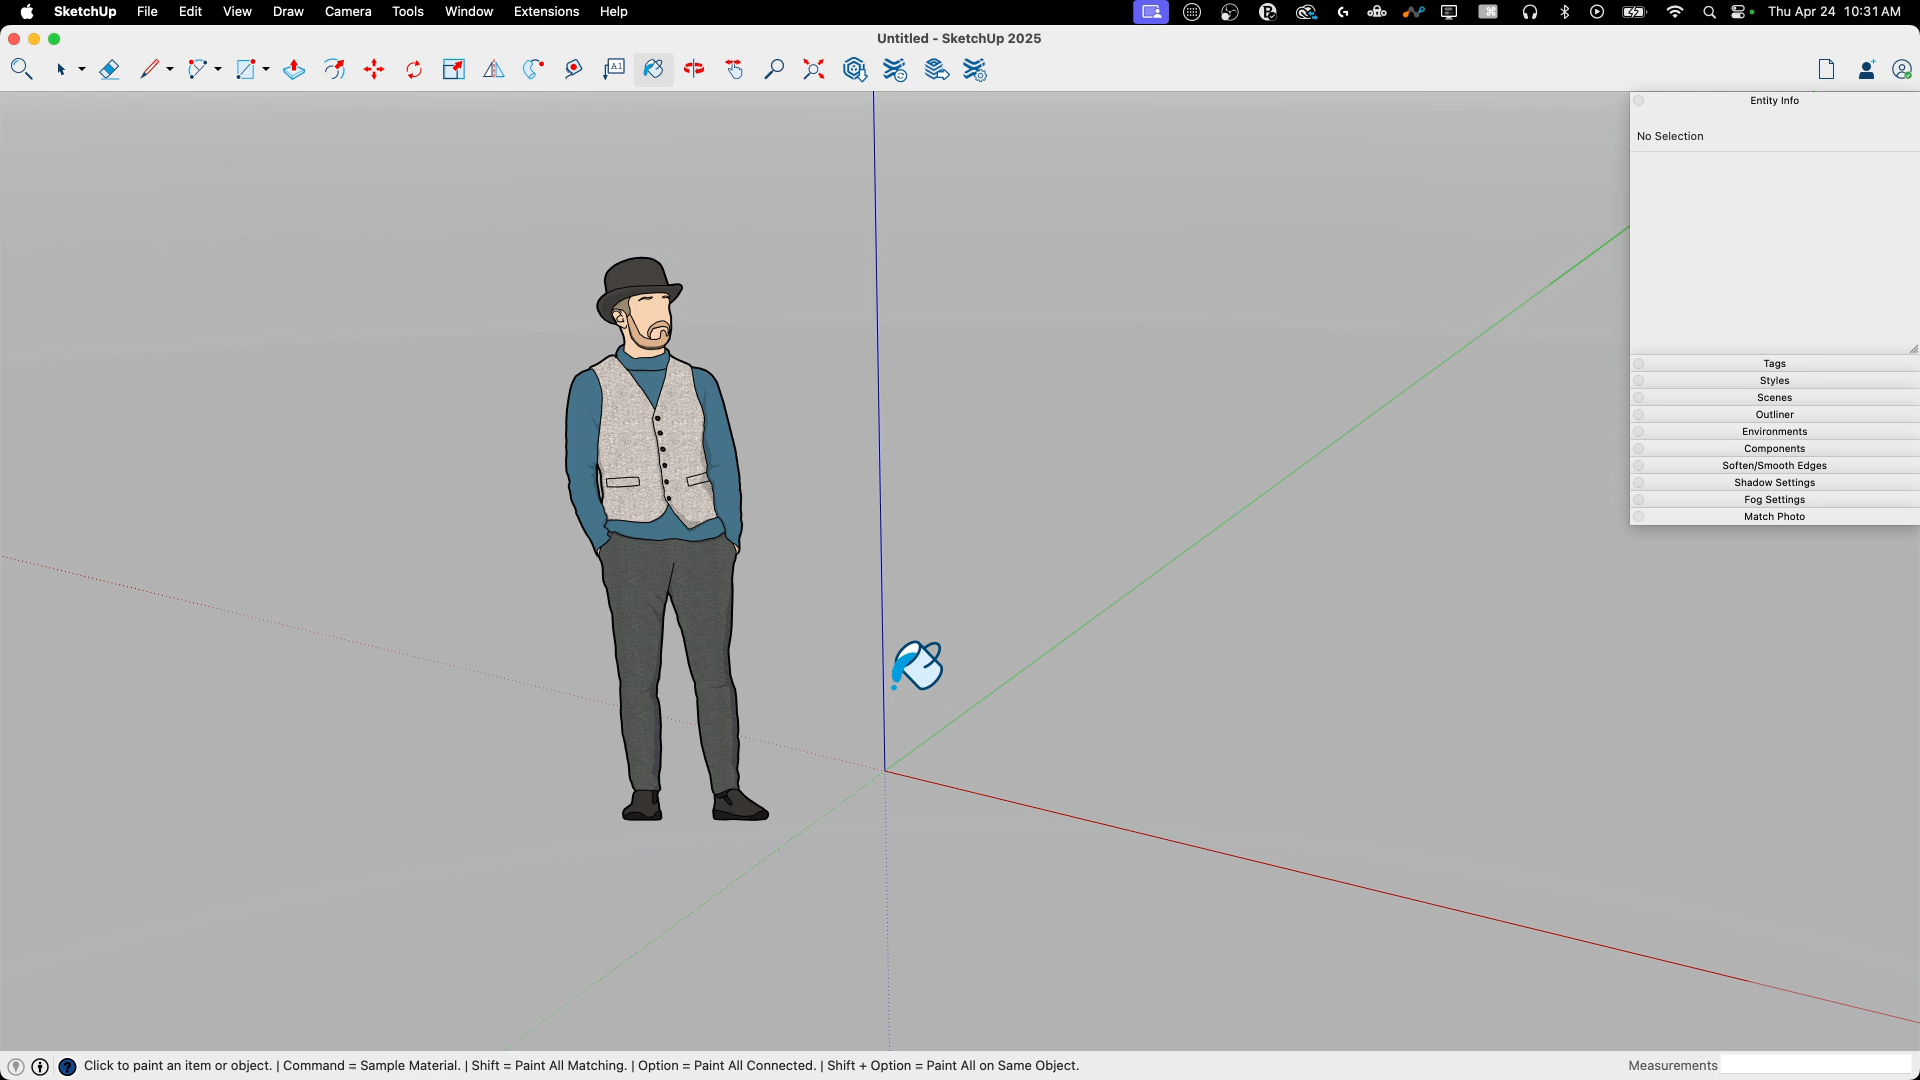 SketchUp File Edit View Draw Camera Tools Window Extensions Help Thu Apr 24 10:31 AM
Untitled - SketchUp 2025
A1
Entity Info
No Selection
Tags
Styles
Scenes
Outliner
Environments
Components
Soften/Smooth Edges
Shadow Settings
Fog Settings
Match Photo
Click to paint an item or object. | Command = Sample Material. | Shift = Paint All Matching. | Option = Paint All Connected. | Shift + Option = Paint All on Same Object.
Measurements